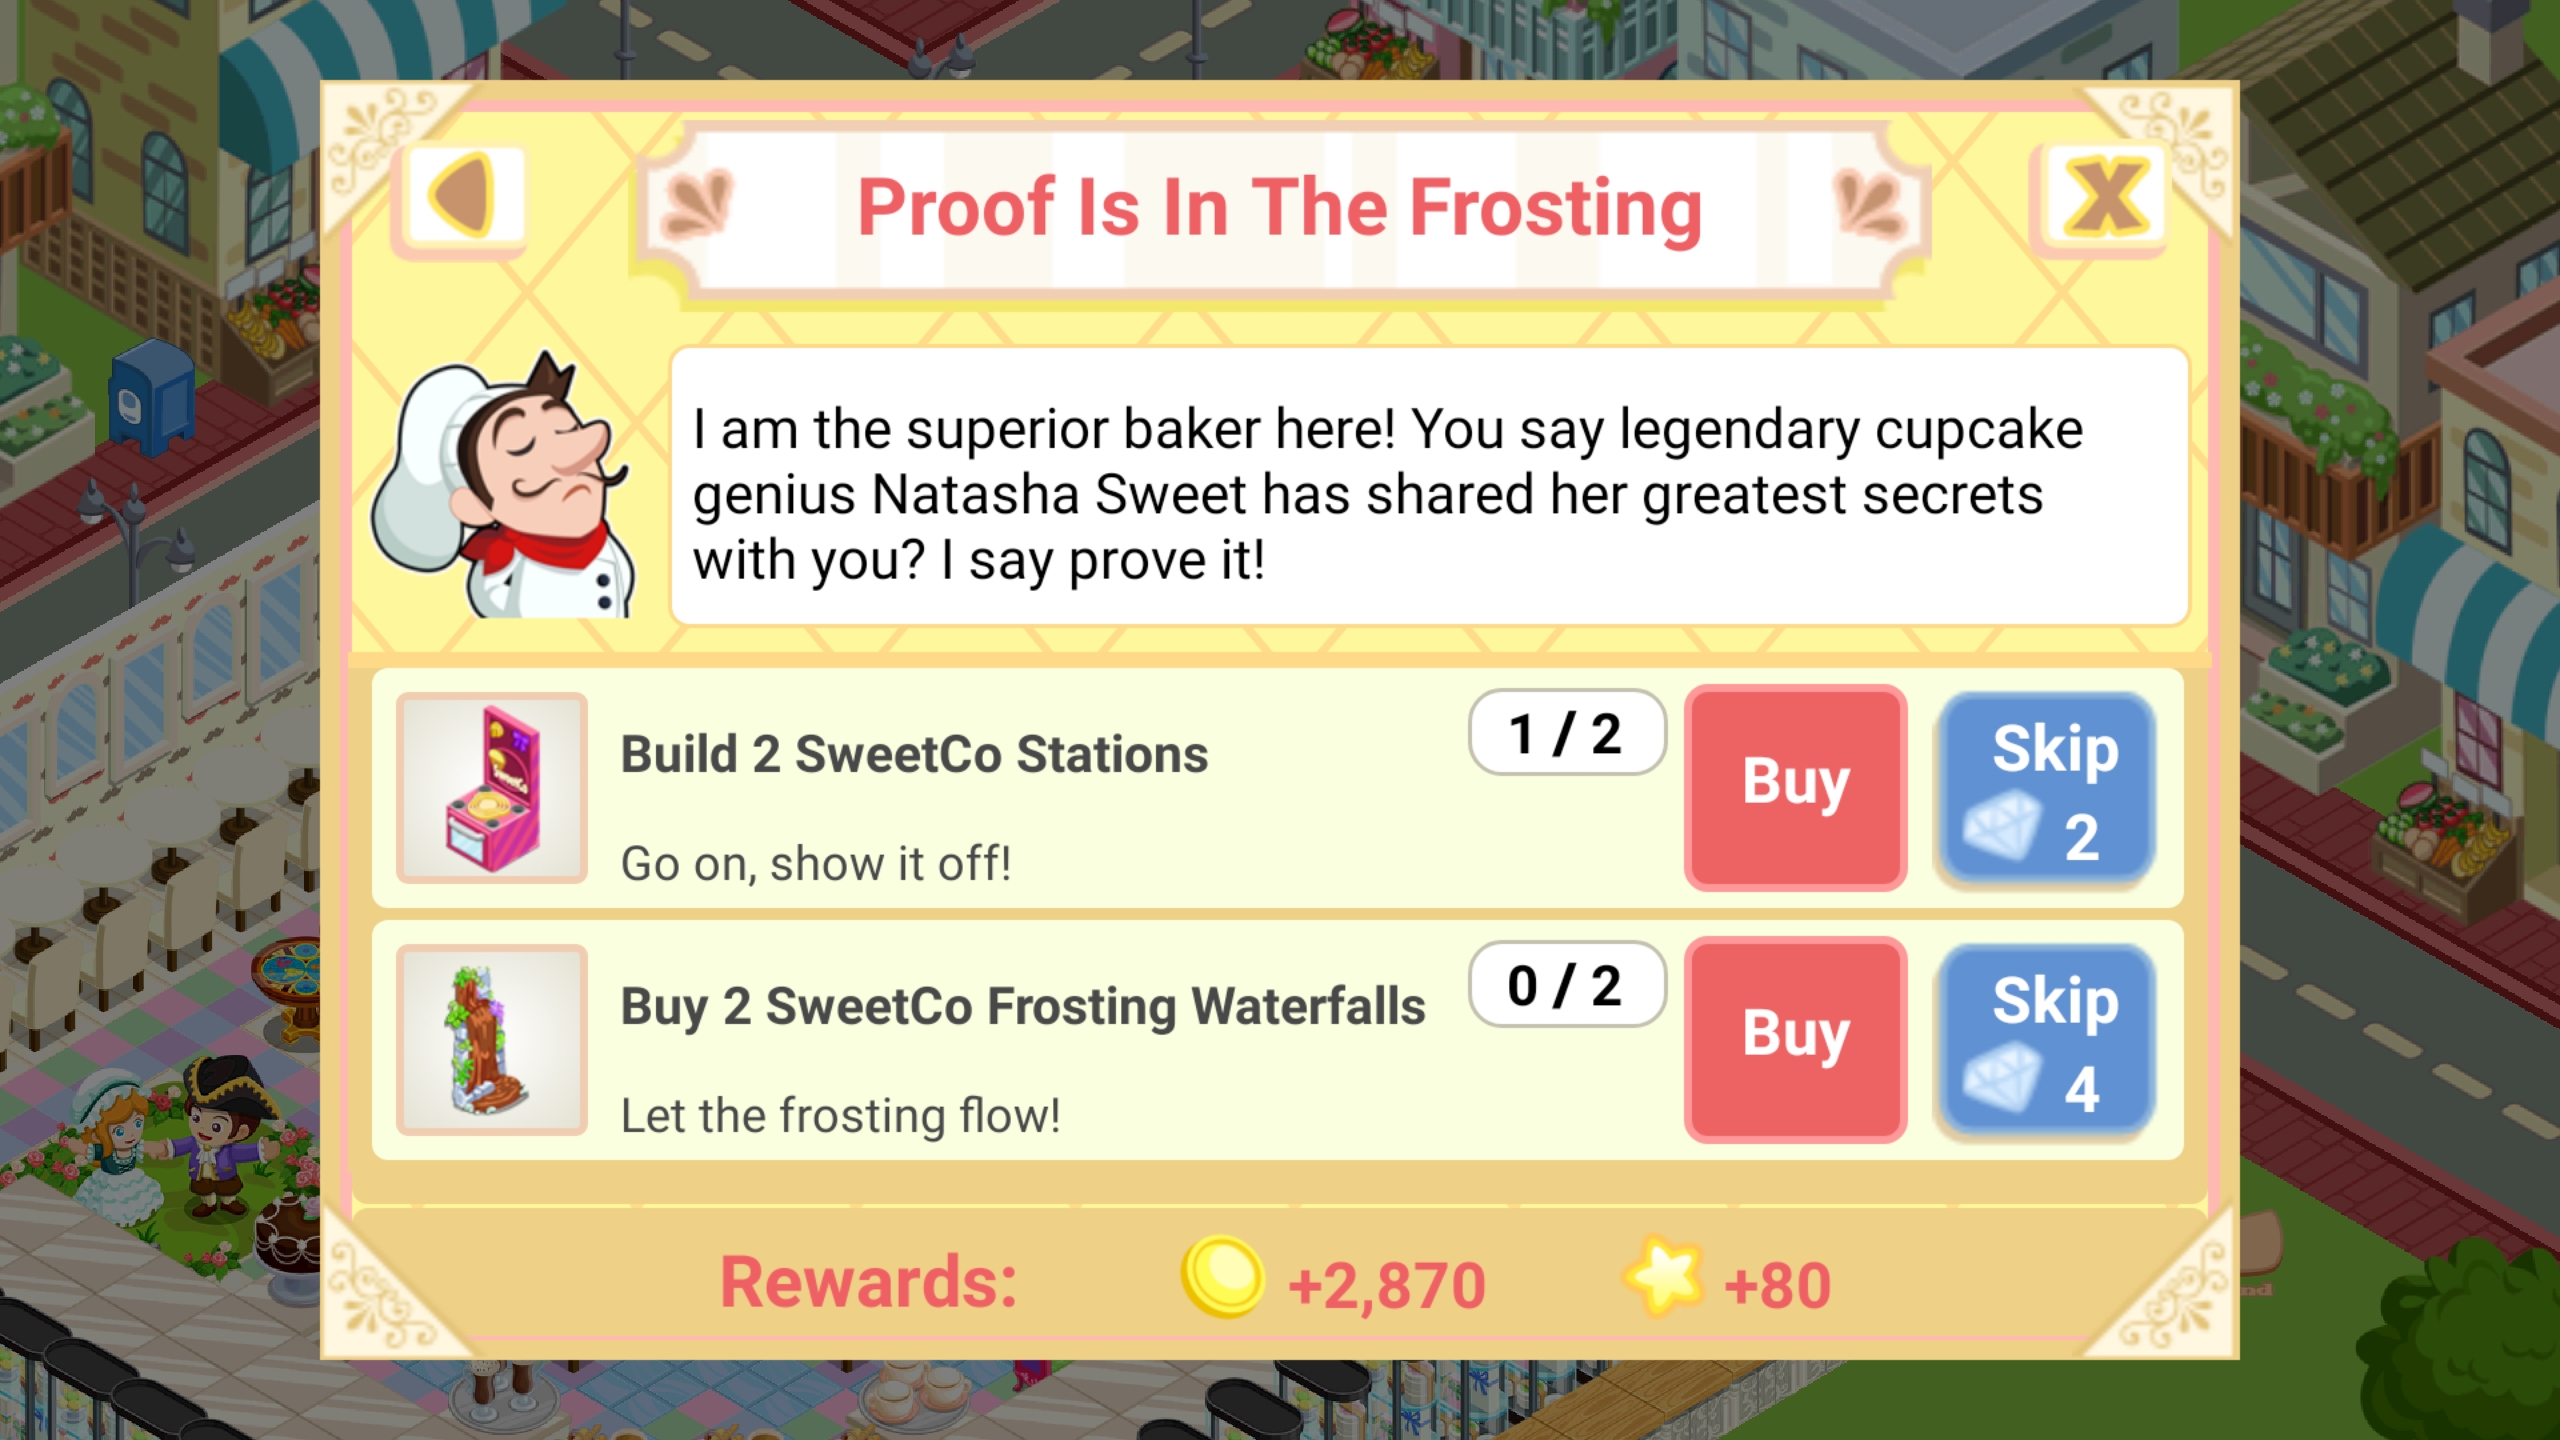 Proof Is In The Frosting
I am the superior baker here! You say legendary cupcake
genius Natasha Sweet has shared her greatest secrets
with you? I say prove it!
Build 2 SweetCo Stations
1 / 2
Buy
Skip
2
Go on, show it off!
Buy 2 SweetCo Frosting Waterfalls
0 / 2
Buy
Skip
4
Let the frosting flow!
Rewards:
+2,870
+80